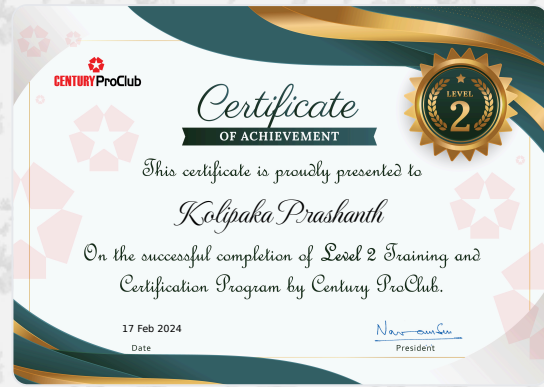 CENTURY ProClub
Certificate
OF ACHIEVEMENT
LEVEL
2
This certificate is proudly presented to
Kolipaka Prashanth
On the successful completion of Level 2 Training and
Certification Program by Century ProClub.
17 Feb 2024
Date
President